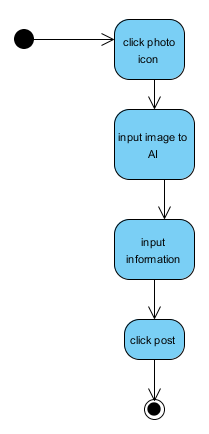 click photo
icon
input image to
AI
input
information
click post